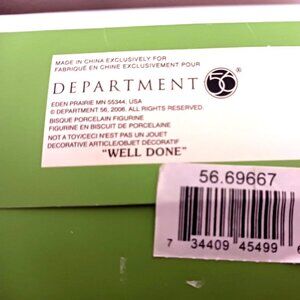 MADE IN CHINA EXCLUSIVELY FOR
FABRIQUÉ EN CHINE EXCLUSIVEMENT POUR
DEPARTMENT 56®
EDEN PRAIRIE MN 55344; USA
© DEPARTMENT 56, 2006. ALL RIGHTS RESERVED.
BISQUE PORCELAIN FIGURINE
FIGURINE EN BISCUIT DE PORCELAINE
NOT A TOY/CECI N'EST PAS UN JOUET
DECORATIVE ARTICLE/OBJET DÉCORATIF
"WELL DONE"
56.69667
7 34409 45499 6